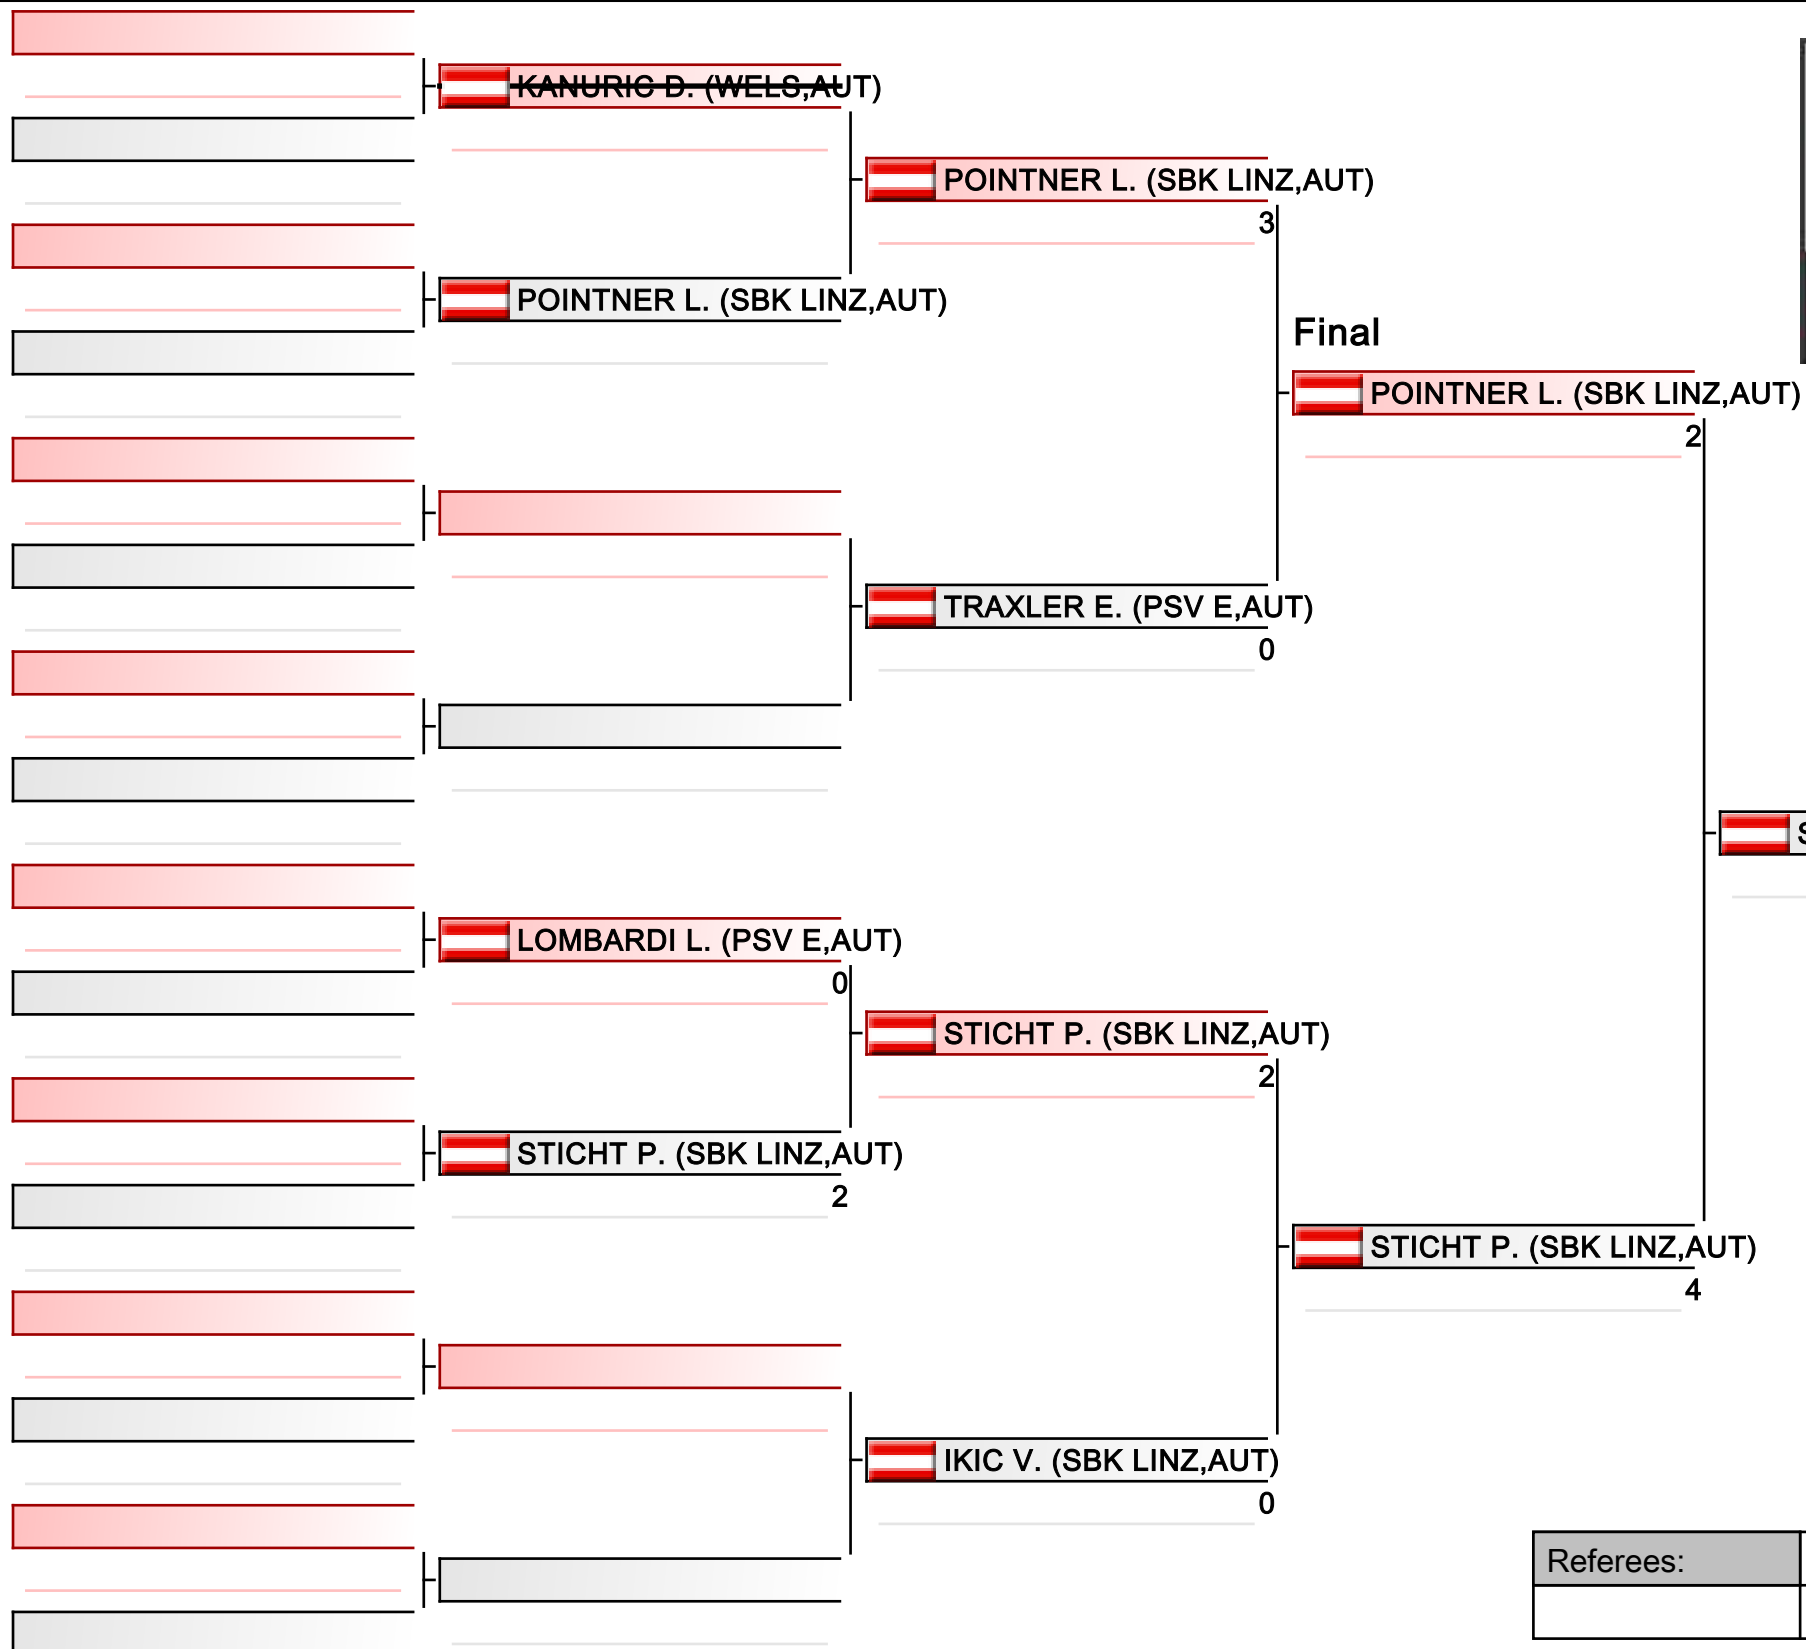 KANURIC D. (WELS,AUT)
POINTNER L. (SBK LINZ,AUT)
3
POINTNER L. (SBK LINZ,AUT)
Final
POINTNER L. (SBK LINZ,AUT)
2
TRAXLER E. (PSV E,AUT)
0
S
LOMBARDI L. (PSV E,AUT)
0
STICHT P. (SBK LINZ,AUT)
2
STICHT P. (SBK LINZ,AUT)
2
STICHT P. (SBK LINZ,AUT)
4
IKIC V. (SBK LINZ,AUT)
0
Referees: